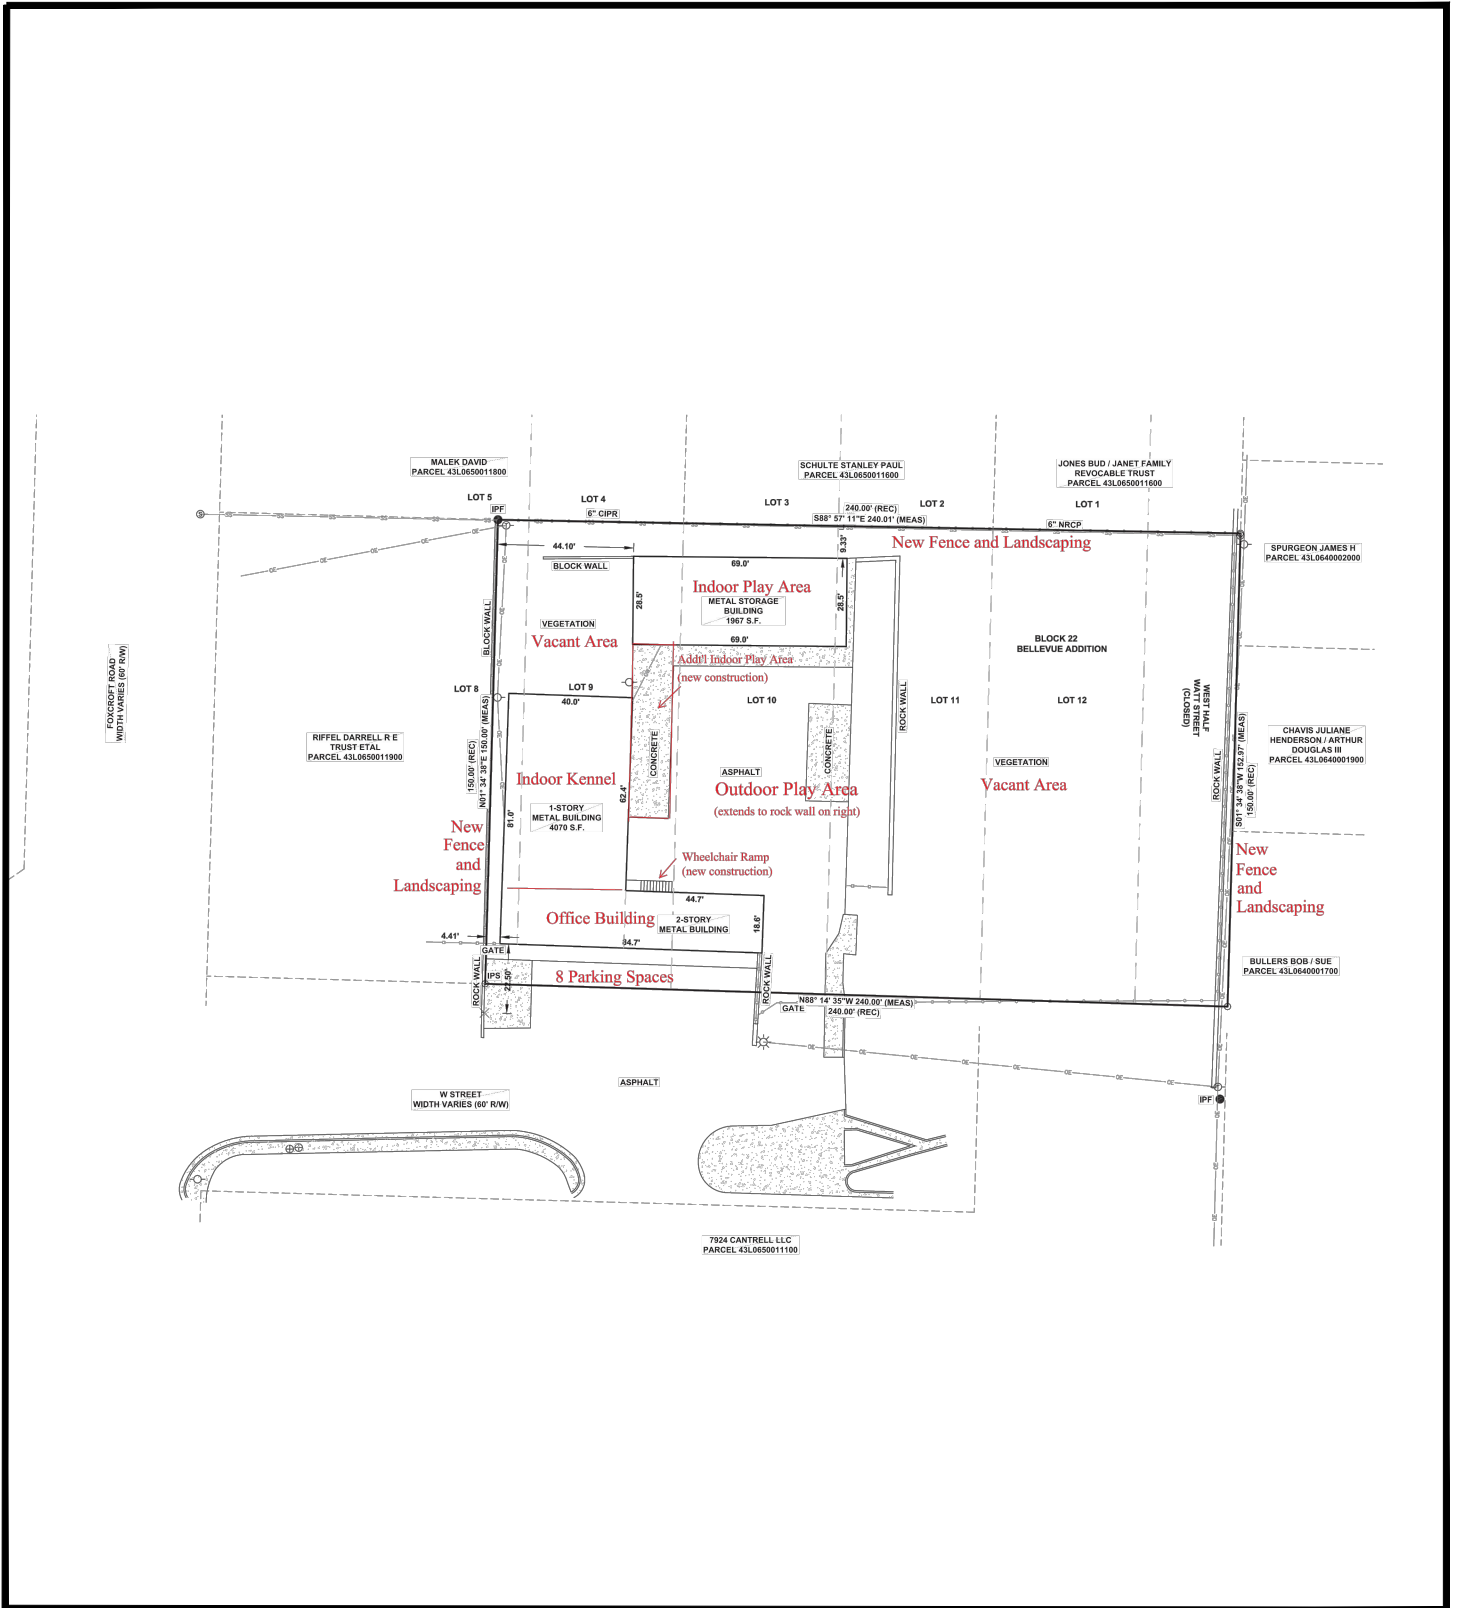 MALEK DAVID
PARCEL 43L0650011800
SCHULTE STANLEY PAUL
PARCEL 43L0650011600
JONES BUD / JANET FAMILY
REVOCABLE TRUST
PARCEL 43L0650011600
LOT 5
LOT 4
LOT 3
LOT 2
LOT 1
IPF
6" CIPR
240.00' (REC)
S88° 57' 11"E 240.01' (MEAS)
6" NRCP
New Fence and Landscaping
SPURGEON JAMES H
PARCEL 43L0640002000
44.10'
9.33'
BLOCK WALL
69.0'
Indoor Play Area
METAL STORAGE
BUILDING
1967 S.F.
28.5'
28.5'
69.0'
BLOCK WALL
VEGETATION
Vacant Area
Addt'l Indoor Play Area
(new construction)
BLOCK 22
BELLEVUE ADDITION
FOXCROFT ROAD
WIDTH VARIES (60' R/W)
LOT 8
LOT 9
40.0'
LOT 10
ROCK WALL
LOT 11
LOT 12
WEST HALF
WATT STREET
(CLOSED)
RIFFEL DARRELL R E
TRUST ETAL
PARCEL 43L0650011900
150.00' (REC)
N01° 34' 38"E 150.00' (MEAS)
CHAVIS JULIANE
HENDERSON / ARTHUR
DOUGLAS III
PARCEL 43L0640001900
CONCRETE
CONCRETE
ASPHALT
Outdoor Play Area
(extends to rock wall on right)
VEGETATION
Vacant Area
ROCK WALL
S01° 34' 38"W 152.97' (MEAS)
150.00' (REC)
Indoor Kennel
62.4'
81.0'
1-STORY
METAL BUILDING
4070 S.F.
New
Fence
and
Landscaping
Wheelchair Ramp
(new construction)
New
Fence
and
Landscaping
44.7'
Office Building
2-STORY
METAL BUILDING
18.6'
84.7'
4.41'
GATE
BULLERS BOB / SUE
PARCEL 43L0640001700
ROCK WALL
IPS
22.50'
8 Parking Spaces
ROCK WALL
N88° 14' 35"W 240.00' (MEAS)
GATE
240.00' (REC)
ASPHALT
W STREET
WIDTH VARIES (60' R/W)
IPF
7924 CANTRELL LLC
PARCEL 43L0650011100